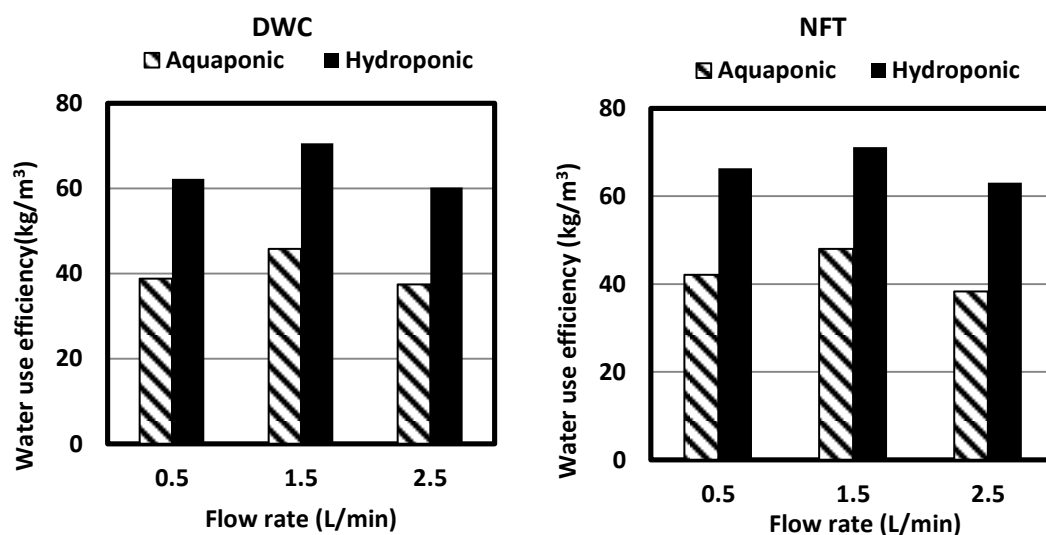 DWC
Aquaponic Hydroponic
Water use efficiency(kg/m³)
80
60
40
20
0
0.5 1.5 2.5
Flow rate (L/min)
NFT
Aquaponic Hydroponic
Water use efficiency (kg/m³)
80
60
40
20
0
0.5 1.5 2.5
Flow rate (L/min)